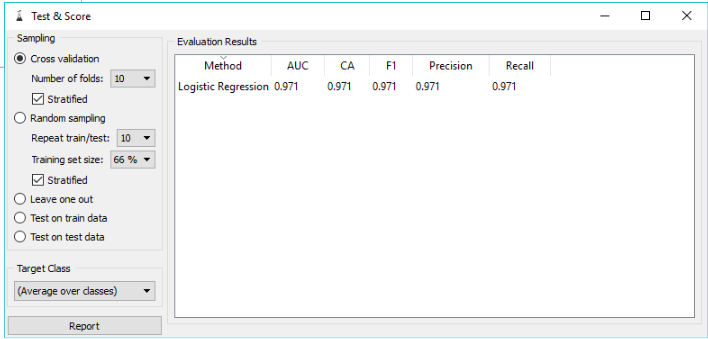 Test & Score
Sampling
Cross validation
Number of folds: 10
Stratified
Random sampling
Repeat train/test: 10
Training set size: 66 %
Stratified
Leave one out
Test on train data
Test on test data
Target Class
(Average over classes)
Report
Evaluation Results
Method AUC CA F1 Precision Recall
Logistic Regression 0.971 0.971 0.971 0.971 0.971